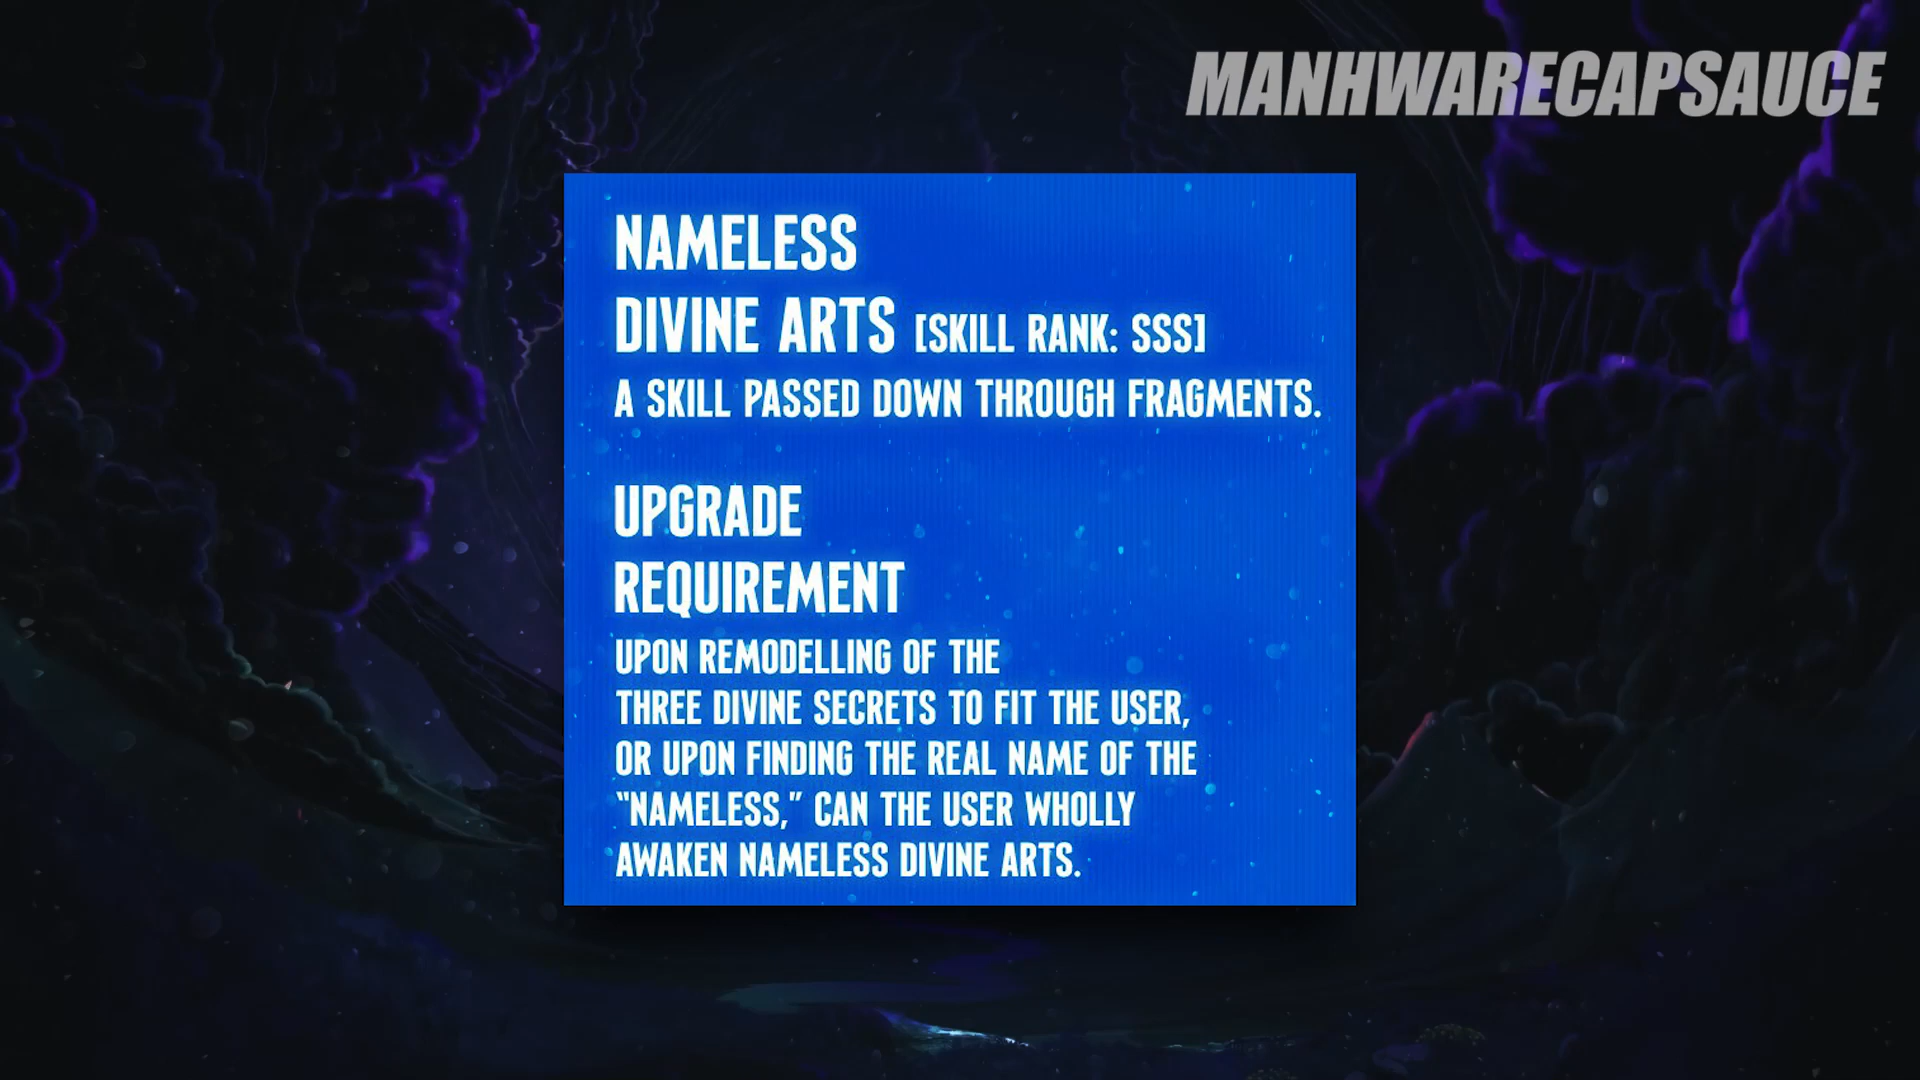 MANHWARECAPSAUCE
NAMELESS
DIVINE ARTS [SKILL RANK: SSS]
A SKILL PASSED DOWN THROUGH FRAGMENTS.
UPGRADE
REQUIREMENT
UPON REMODELLING OF THE
THREE DIVINE SECRETS TO FIT THE USER,
OR UPON FINDING THE REAL NAME OF THE
“NAMELESS,” CAN THE USER WHOLLY
AWAKEN NAMELESS DIVINE ARTS.